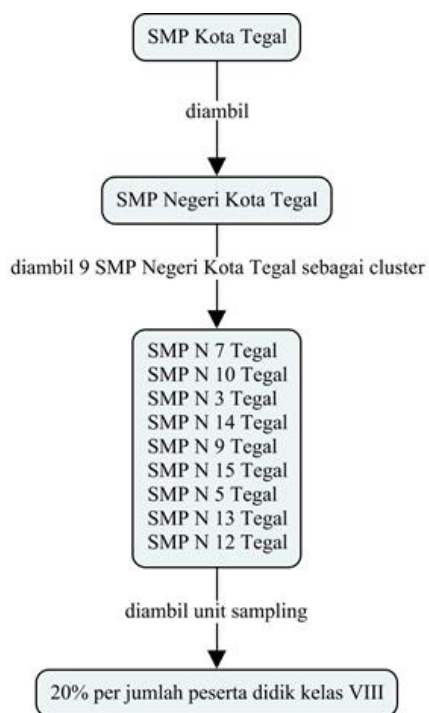 SMP Kota Tegal
diambil
SMP Negeri Kota Tegal
diambil 9 SMP Negeri Kota Tegal sebagai cluster
SMP N 7 Tegal
SMP N 10 Tegal
SMP N 3 Tegal
SMP N 14 Tegal
SMP N 9 Tegal
SMP N 15 Tegal
SMP N 5 Tegal
SMP N 13 Tegal
SMP N 12 Tegal
diambil unit sampling
20% per jumlah peserta didik kelas VIII